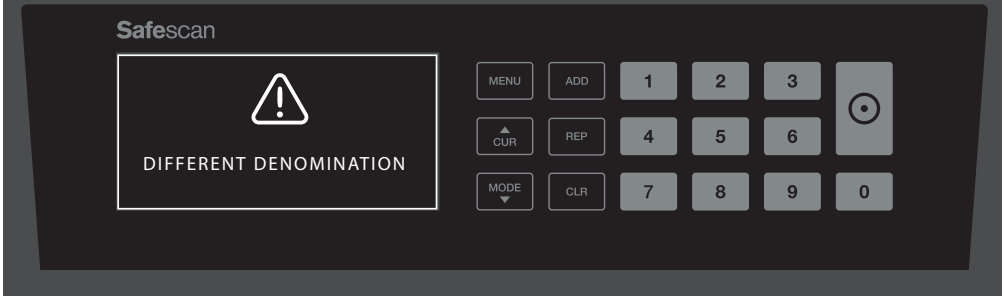 Safescan
DIFFERENT DENOMINATION
MENU ADD 1 2 3
CUR REP 4 5 6
MODE CLR 7 8 9 0